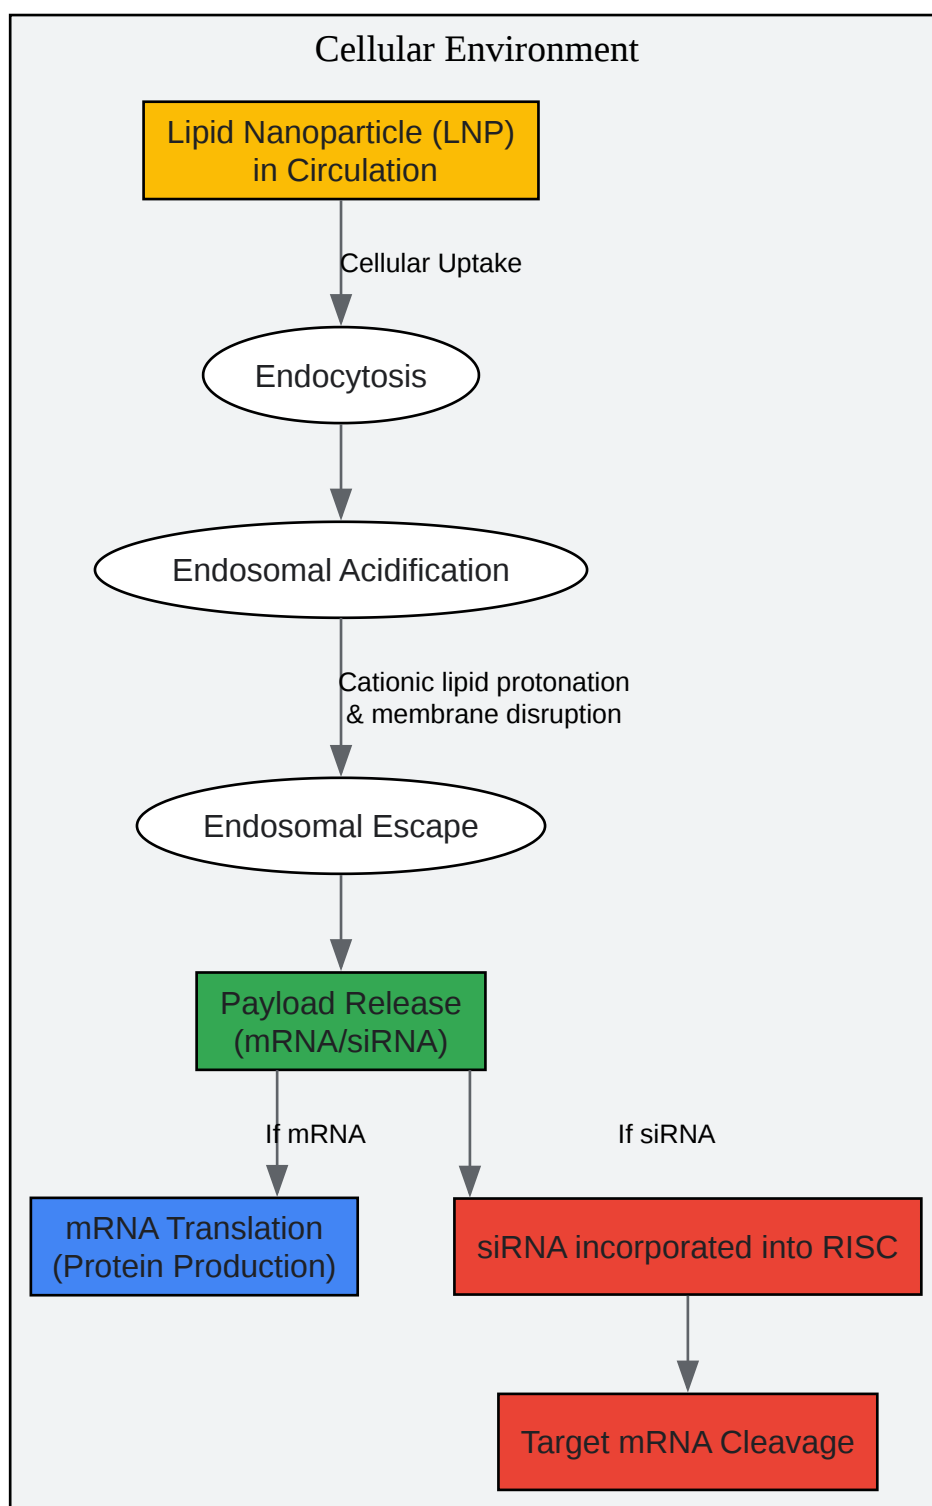 Cellular Environment
Lipid Nanoparticle (LNP)
in Circulation
Cellular Uptake
Endocytosis
Endosomal Acidification
Cationic lipid protonation
& membrane disruption
Endosomal Escape
Payload Release
(mRNA/siRNA)
If mRNA
If siRNA
mRNA Translation
(Protein Production)
siRNA incorporated into RISC
Target mRNA Cleavage